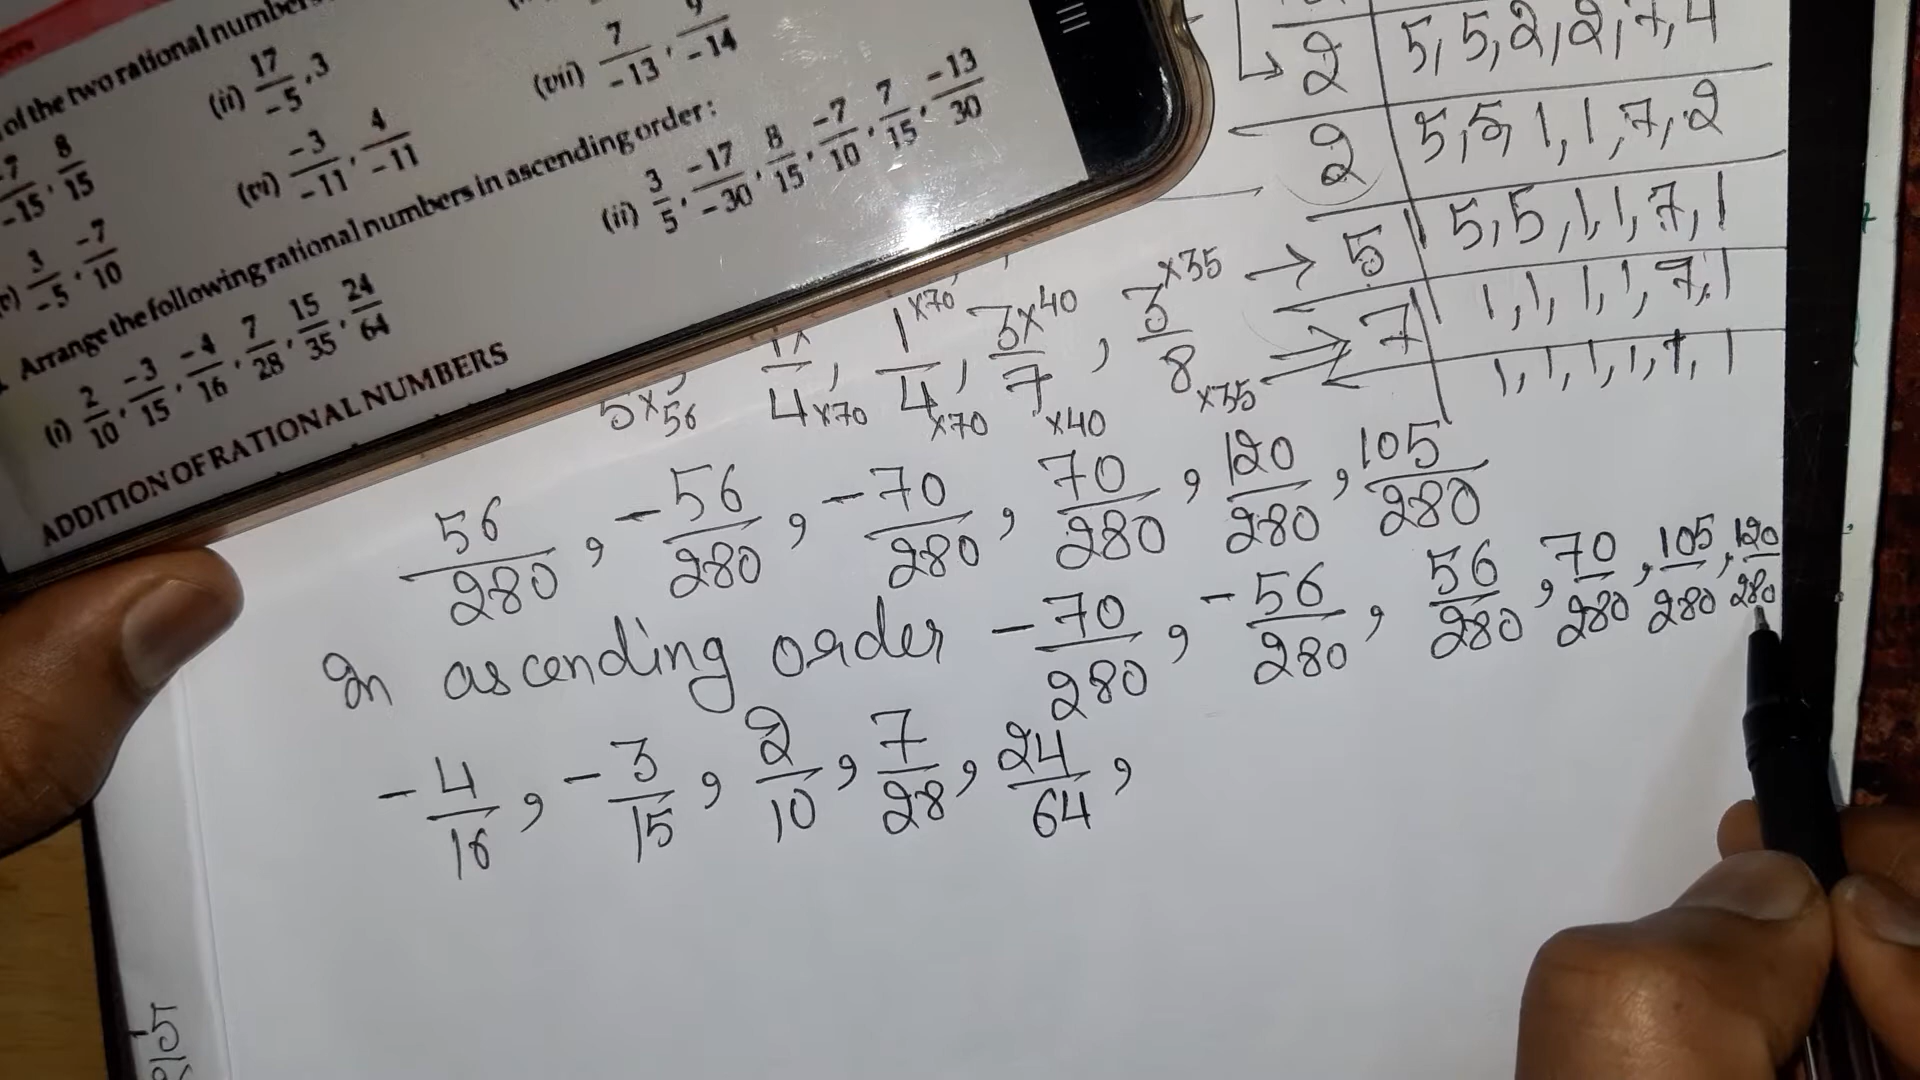 of the two rational numbers
-7/-15, 8/15
(ii) 17/-5, 3
3/-5, -7/10
(vi) -3/-11, 4/-11
(vii) 7/-13, 9/-14
Arrange the following rational numbers in ascending order:
(i) 2/10, -3/15, -4/16, 7/28, 15/35, 24/64
(ii) 3/5, -17/-30, 8/15, -7/10, 7/15, -13/30
ADDITION OF RATIONAL NUMBERS
2 | 5, 5, 2, 2, 7, 4
2 | 5, 5, 1, 1, 7, 2
5 | 5, 5, 1, 1, 7, 1
7 | 1, 1, 1, 1, 7, 1
1, 1, 1, 1, 1, 1
5×56, 4×70, 1×70/4×70, 3×40/7×40, 3×35/8×35
56/280, -56/280, -70/280, 70/280, 120/280, 105/280
In ascending order -70/280, -56/280, 56/280, 70/280, 105/280, 120/280
-4/16, -3/15, 2/10, 7/28, 24/64,